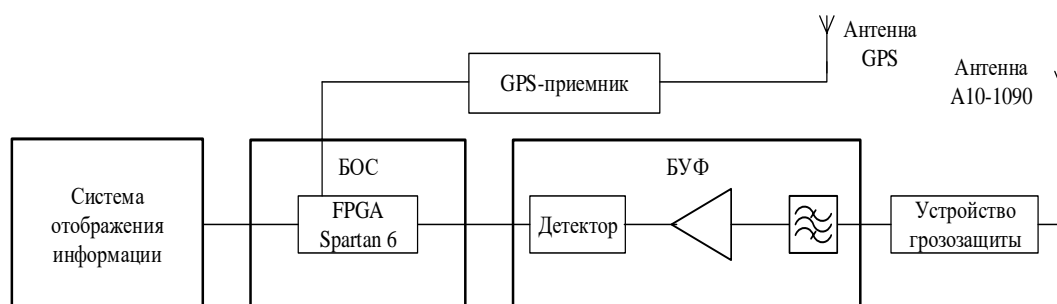 Антенна
GPS
GPS-приемник
Антенна
А10-1090
БОС
БУФ
Система
отображения
информации
FPGA
Spartan 6
Детектор
Устройство
грозозащиты